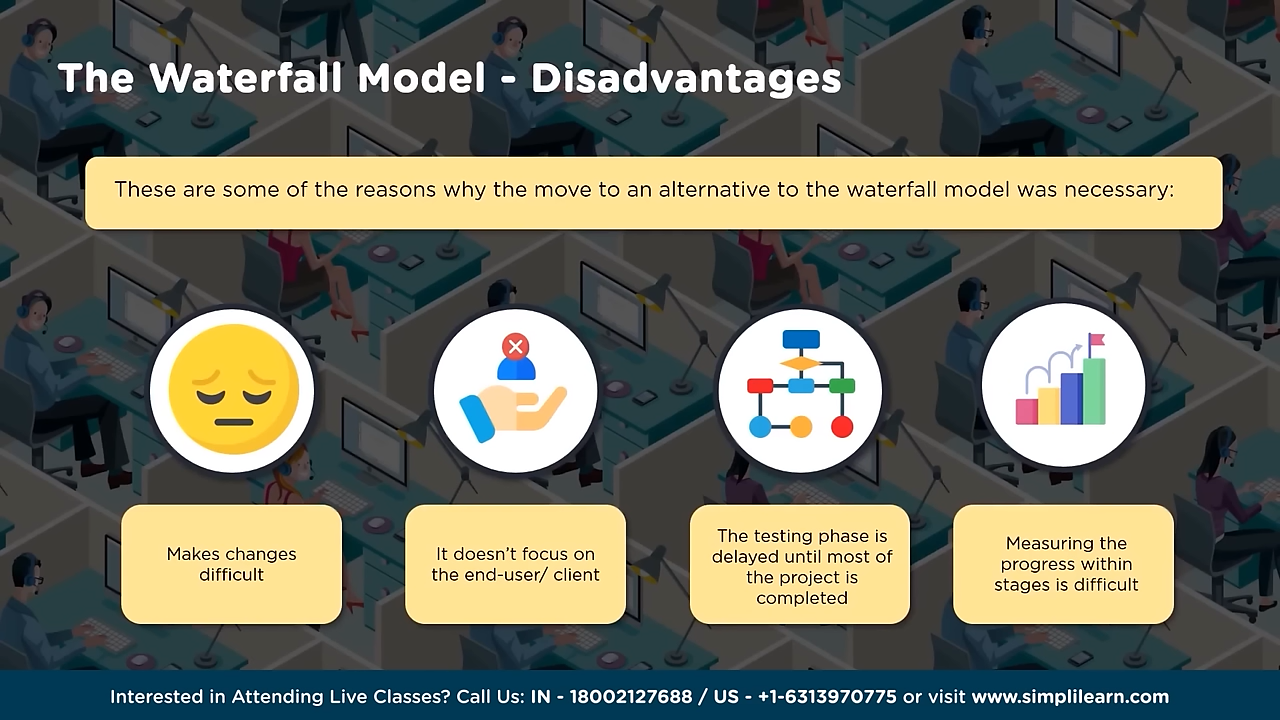 The Waterfall Model - Disadvantages
These are some of the reasons why the move to an alternative to the waterfall model was necessary:
Makes changes
difficult
It doesn’t focus on
the end-user/ client
The testing phase is
delayed until most of
the project is
completed
Measuring the
progress within
stages is difficult
Interested in Attending Live Classes? Call Us: IN - 18002127688 / US - +1-6313970775 or visit www.simplilearn.com